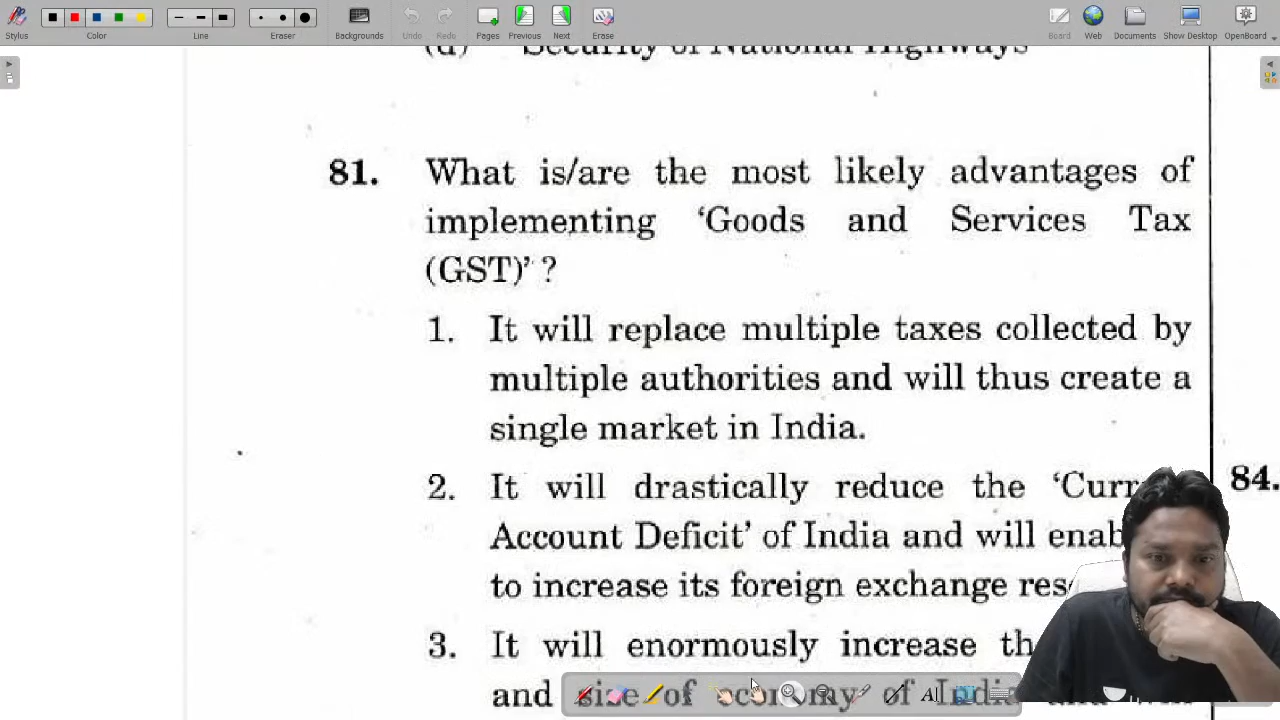 Stylus Color Line Eraser Backgrounds Undo Redo Pages Previous Next Erase Board Web Documents Show Desktop OpenBoard
(d) Security of National Highways
81. What is/are the most likely advantages of
implementing ‘Goods and Services Tax
(GST)’ ?
1. It will replace multiple taxes collected by
multiple authorities and will thus create a
single market in India.
2. It will drastically reduce the
Account Deficit’ of India and will
to increase its foreign exchange
84.
3. It will enormously increase
and size of economy of India